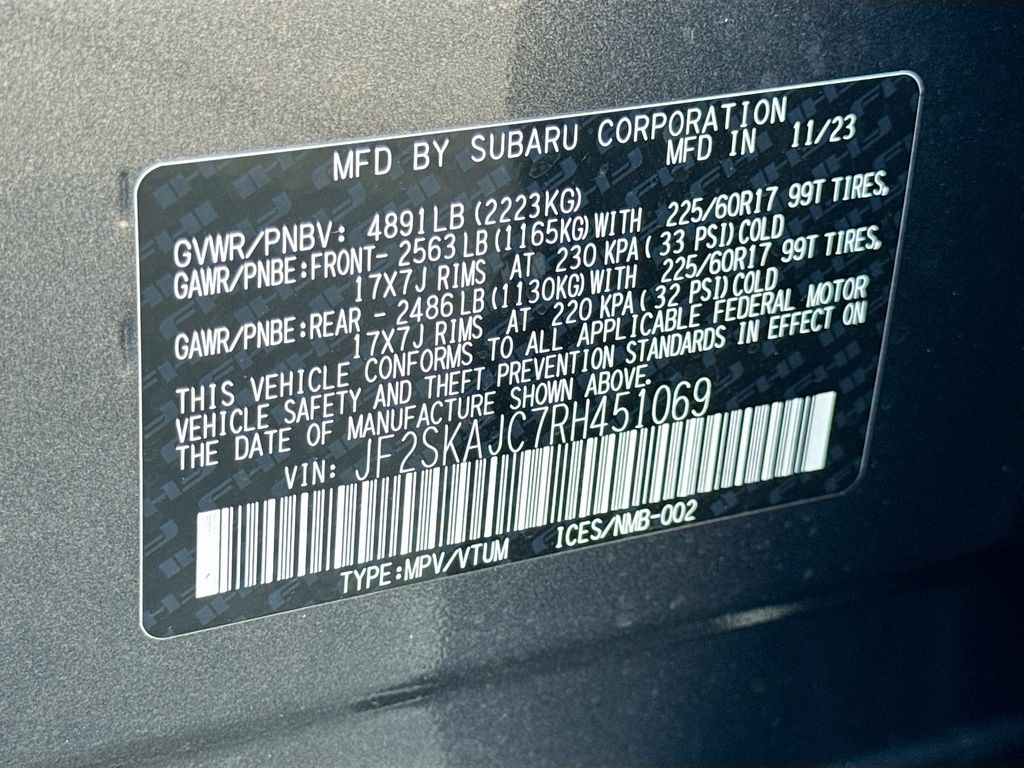 MFD BY SUBARU CORPORATION
MFD IN 11/23
GVWR/PNBV: 4891LB (2223KG)
GAWR/PNBE:FRONT- 2563LB (1165KG)WITH 225/60R17 99T TIRES,
17X7J RIMS AT 230 KPA(33 PSI)COLD
GAWR/PNBE:REAR - 2486LB (1130KG)WITH 225/60R17 99T TIRES,
17X7J RIMS AT 220 KPA(32 PSI)COLD
THIS VEHICLE CONFORMS TO ALL APPLICABLE FEDERAL MOTOR
VEHICLE SAFETY AND THEFT PREVENTION STANDARDS IN EFFECT ON
THE DATE OF MANUFACTURE SHOWN ABOVE.
VIN: JF2SKAJC7RH451069
TYPE:MPV/VTUM ICES/NMB-002